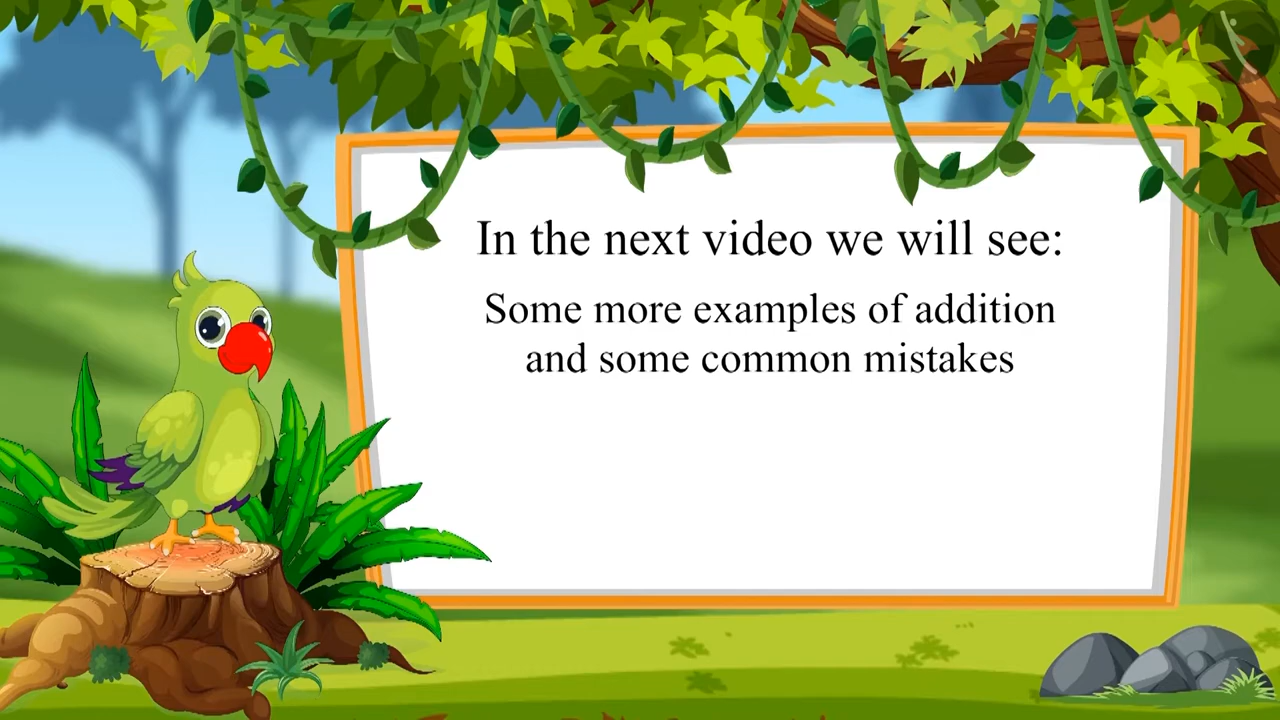 In the next video we will see:
Some more examples of addition
and some common mistakes